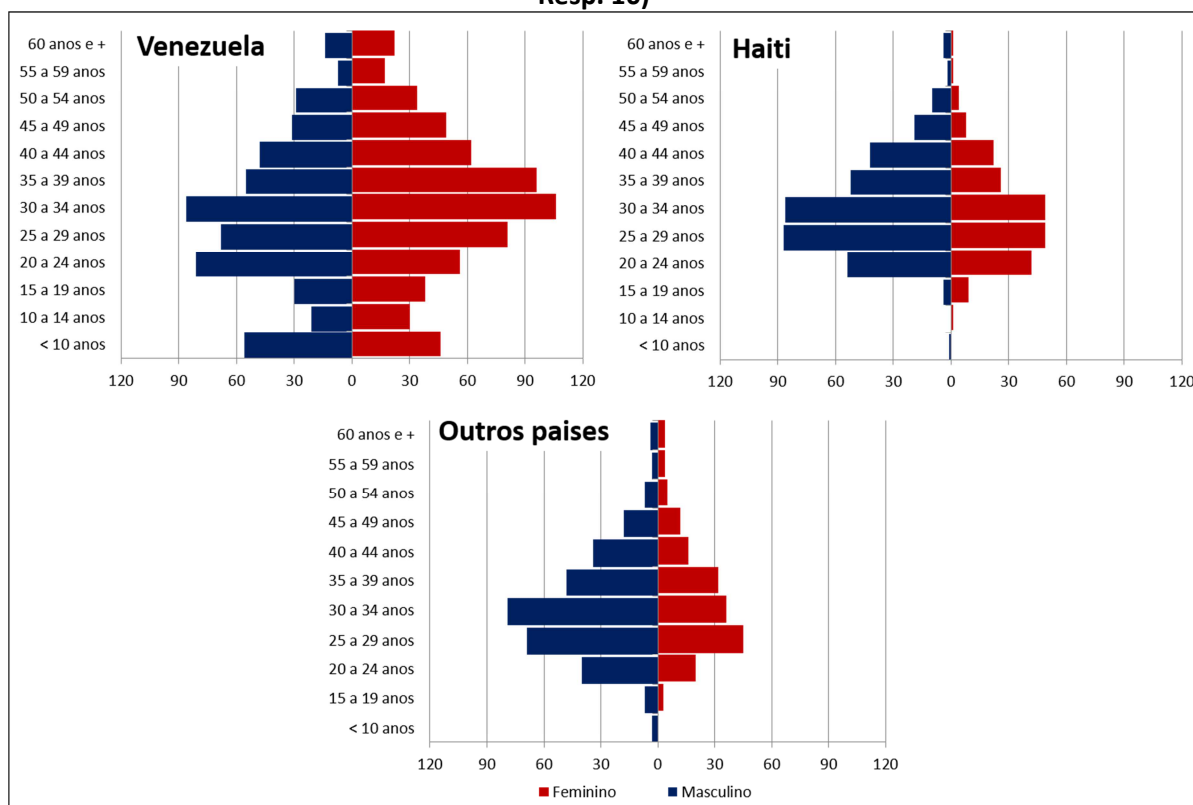 Resp. 10)
Venezuela
60 anos e +
55 a 59 anos
50 a 54 anos
45 a 49 anos
40 a 44 anos
35 a 39 anos
30 a 34 anos
25 a 29 anos
20 a 24 anos
15 a 19 anos
10 a 14 anos
< 10 anos
120 90 60 30 0 30 60 90 120
Haiti
60 anos e +
55 a 59 anos
50 a 54 anos
45 a 49 anos
40 a 44 anos
35 a 39 anos
30 a 34 anos
25 a 29 anos
20 a 24 anos
15 a 19 anos
10 a 14 anos
< 10 anos
120 90 60 30 0 30 60 90 120
Outros paises
60 anos e +
55 a 59 anos
50 a 54 anos
45 a 49 anos
40 a 44 anos
35 a 39 anos
30 a 34 anos
25 a 29 anos
20 a 24 anos
15 a 19 anos
< 10 anos
120 90 60 30 0 30 60 90 120
Feminino Masculino